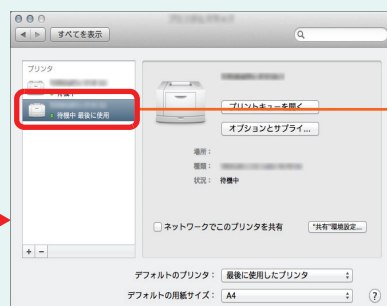 すべてを表示
プリンタ
待機中 最後に使用
プリントキューを開く...
オプションとサプライ...
場所：
種類：
状況： 待機中
ネットワークでこのプリンタを共有
"共有"環境設定...
+ −
デフォルトのプリンタ： 最後に使用したプリンタ
デフォルトの用紙サイズ： A4
?